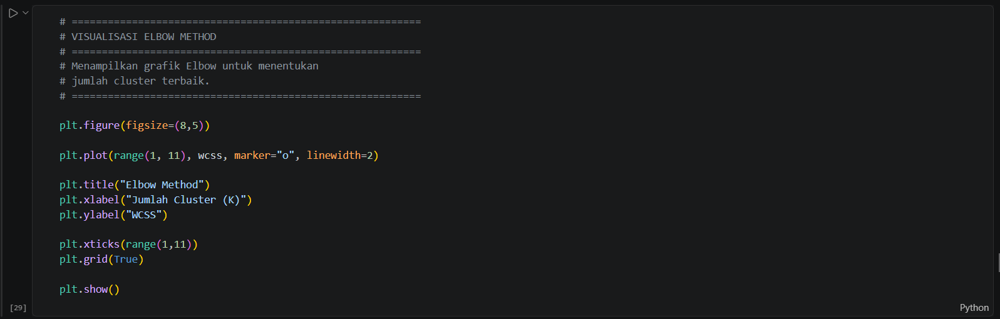 # ==========================================================
# VISUALISASI ELBOW METHOD
# ==========================================================
# Menampilkan grafik Elbow untuk menentukan
# jumlah cluster terbaik.
# ==========================================================
plt.figure(figsize=(8,5))
plt.plot(range(1, 11), wcss, marker="o", linewidth=2)
plt.title("Elbow Method")
plt.xlabel("Jumlah Cluster (K)")
plt.ylabel("WCSS")
plt.xticks(range(1,11))
plt.grid(True)
plt.show()
[29]
Python